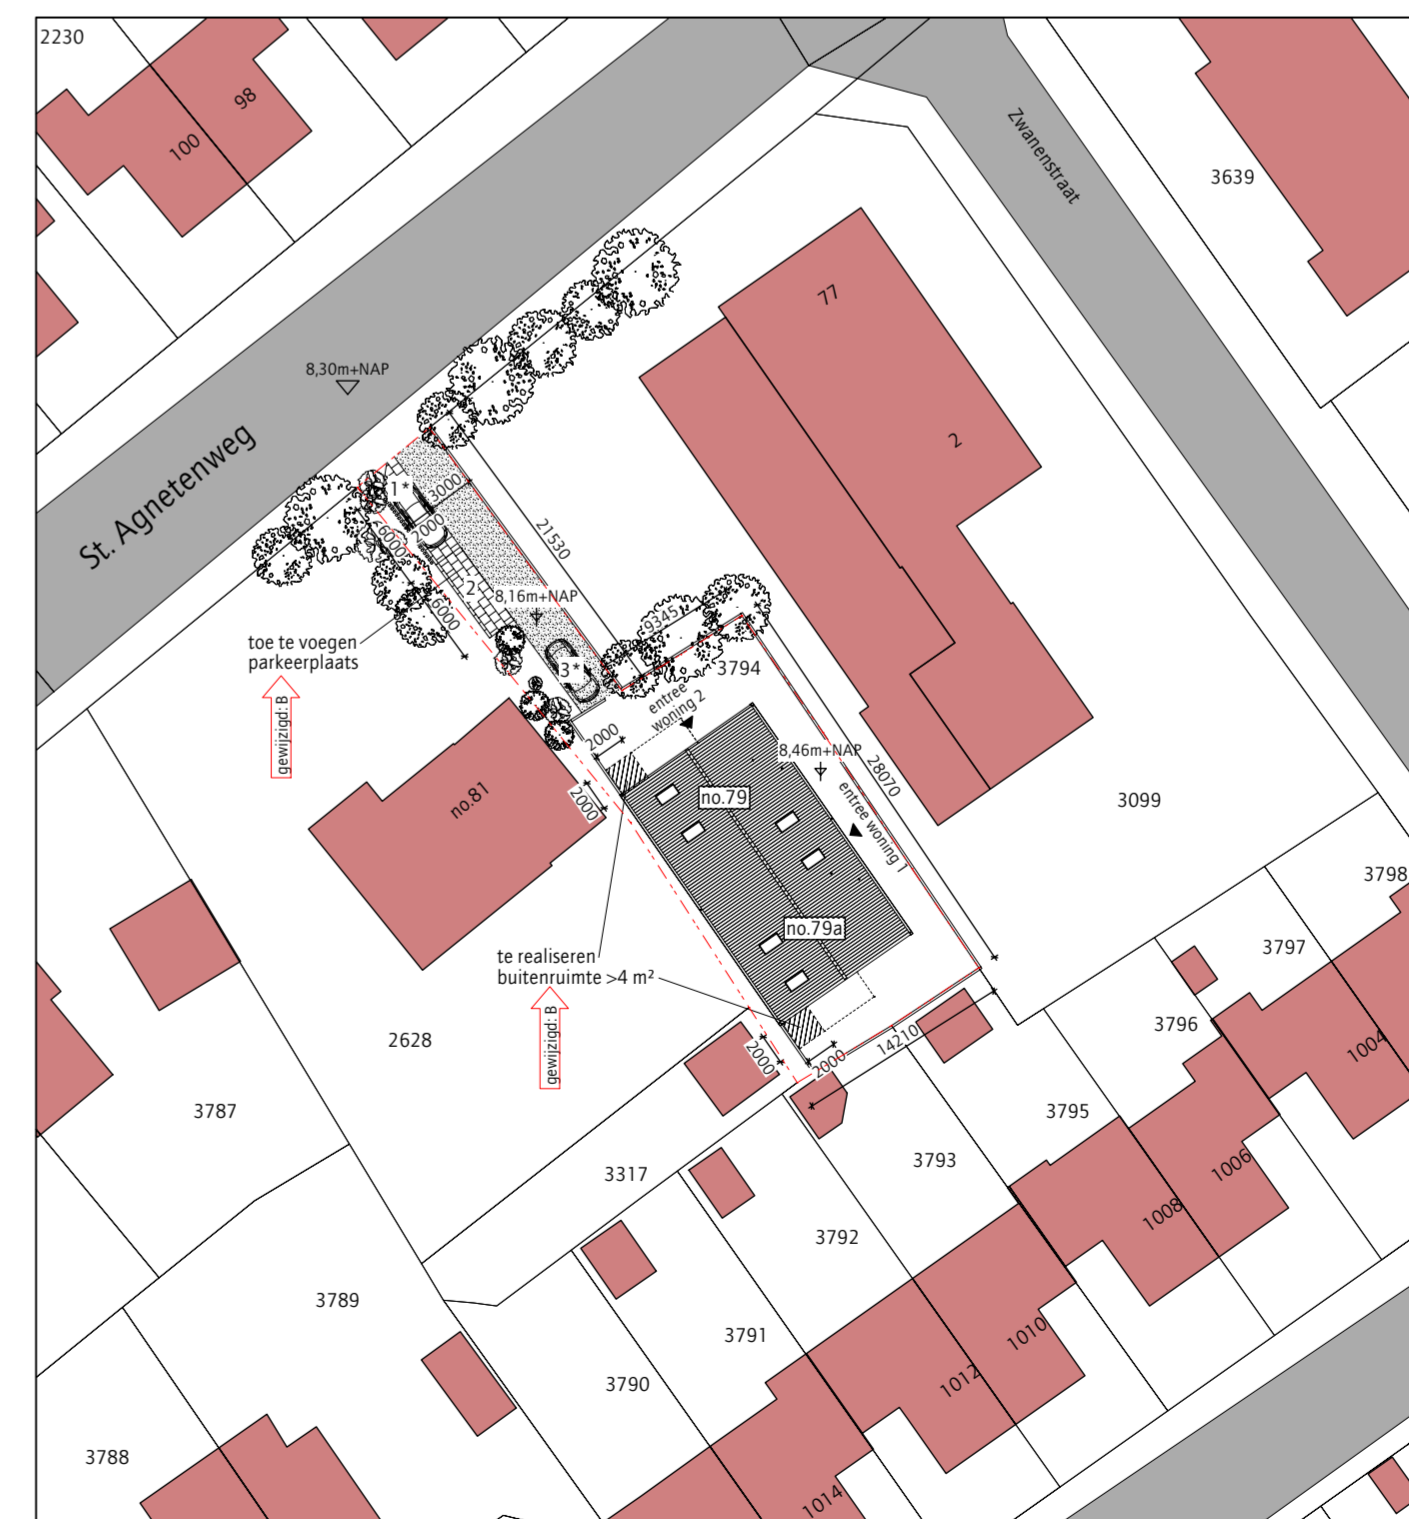 2230
98
100
Zwanenstraat
3639
77
2
8,30m+NAP
St. Agnetenweg
1*
3000
2000
6000
21530
2
8,16m+NAP
6000
9345
toe te voegen
parkeerplaats
gewijzigd: B
3*
3794
entree
woning 2
2000
8,46m+NAP
28070
no.81
2000
no.79
entree woning 1
3099
3798
no.79a
3797
te realiseren
buitenruimte >4 m²
gewijzigd: B
2628
3796
1004
14210
2000
2000
3787
3795
3793
3317
1006
1008
3792
3789
3791
1010
3790
1012
3788
1014